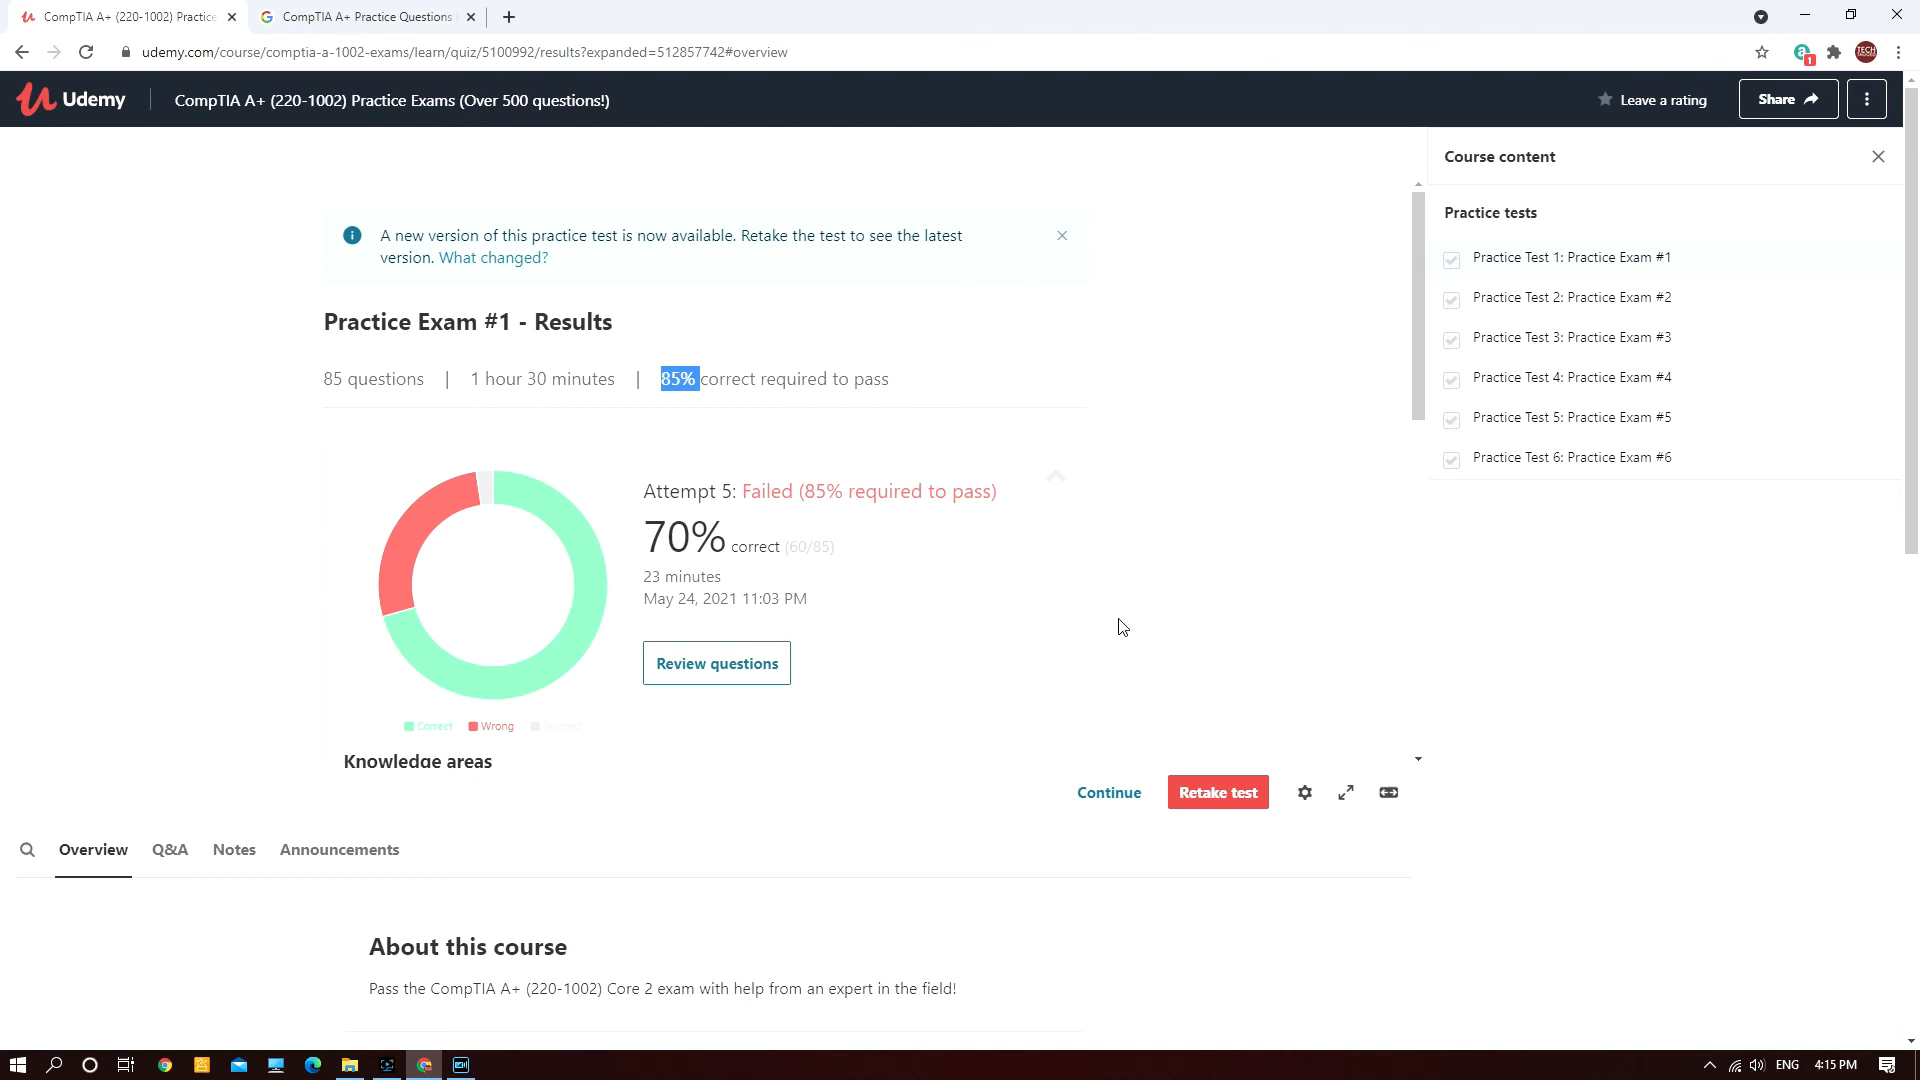 CompTIA A+ (220-1002) Practice
CompTIA A+ Practice Questions
udemy.com/course/comptia-a-1002-exams/learn/quiz/5100992/results?expanded=512857742#overview
1
TECH
Udemy
CompTIA A+ (220-1002) Practice Exams (Over 500 questions!)
Leave a rating
Share
Course content
Practice tests
Practice Test 1: Practice Exam #1
Practice Test 2: Practice Exam #2
Practice Test 3: Practice Exam #3
Practice Test 4: Practice Exam #4
Practice Test 5: Practice Exam #5
Practice Test 6: Practice Exam #6
A new version of this practice test is now available. Retake the test to see the latest
version. What changed?
Practice Exam #1 - Results
85 questions | 1 hour 30 minutes | 85% correct required to pass
Attempt 5: Failed (85% required to pass)
70% correct (60/85)
23 minutes
May 24, 2021 11:03 PM
Review questions
Correct Wrong
Knowledge areas
Continue
Retake test
Overview
Q&A
Notes
Announcements
About this course
Pass the CompTIA A+ (220-1002) Core 2 exam with help from an expert in the field!
ENG
4:15 PM